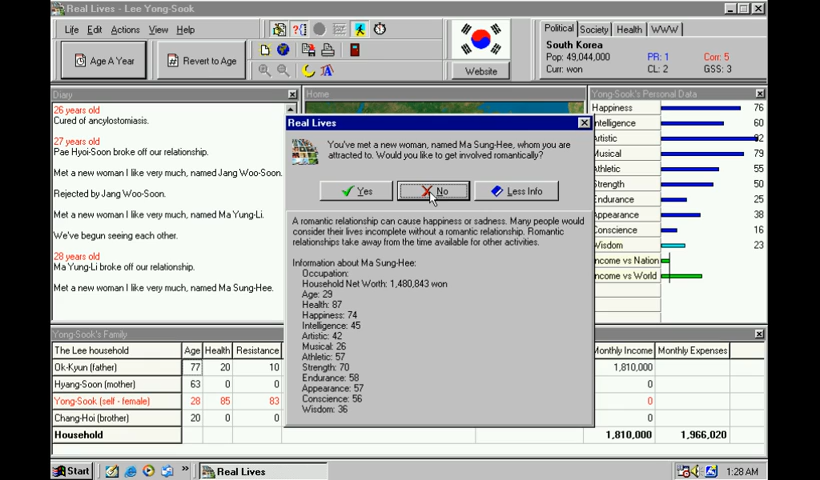 Real Lives - Lee Yong-Sook
Life Edit Actions View Help
Age A Year
Revert to Age
Website
Political Society Health WWW
South Korea
Pop: 49,044,000 PR: 1 Corr: 5
Curr: won CL: 2 GSS: 3
Diary
26 years old
Cured of ancylostomiasis.
27 years old
Pae Hyoi-Soon broke off our relationship.
Met a new woman I like very much, named Jang Woo-Soon.
Rejected by Jang Woo-Soon.
Met a new woman I like very much, named Ma Yung-Li.
We've begun seeing each other.
28 years old
Ma Yung-Li broke off our relationship.
Met a new woman I like very much, named Ma Sung-Hee.
Home
Real Lives
You've met a new woman, named Ma Sung-Hee, whom you are
attracted to. Would you like to get involved romantically?
Yes No Less Info
A romantic relationship can cause happiness or sadness. Many people would
consider their lives incomplete without a romantic relationship. Romantic
relationships take away from the time available for other activities.
Information about Ma Sung-Hee:
Occupation:
Household Net Worth: 1,480,843 won
Age: 29
Health: 87
Happiness: 74
Intelligence: 45
Artistic: 42
Musical: 26
Athletic: 57
Strength: 70
Endurance: 58
Appearance: 57
Conscience: 56
Wisdom: 36
Yong-Sook's Personal Data
Happiness 76
Intelligence 60
Artistic 92
Musical 79
Athletic 55
Strength 50
Endurance 25
Appearance 38
Conscience 16
Wisdom 23
Income vs Nation
Income vs World
Yong-Sook's Family
The Lee household Age Health Resistance Monthly Income Monthly Expenses
Ok-Kyun (father) 77 20 10 1,810,000
Hyang-Soon (mother) 63 0 0
Yong-Sook (self - female) 28 85 83 0
Chang-Hoi (brother) 20 0 0
Household 1,810,000 1,966,020
Start Real Lives 1:28 AM